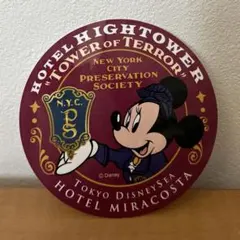 HOTEL HIGHTOWER
"TOWER OF TERROR"
NEW YORK
CITY
PRESERVATION
SOCIETY
N.Y.C.
PS
© Disney
TOKYO DISNEYSEA
HOTEL MIRACOSTA